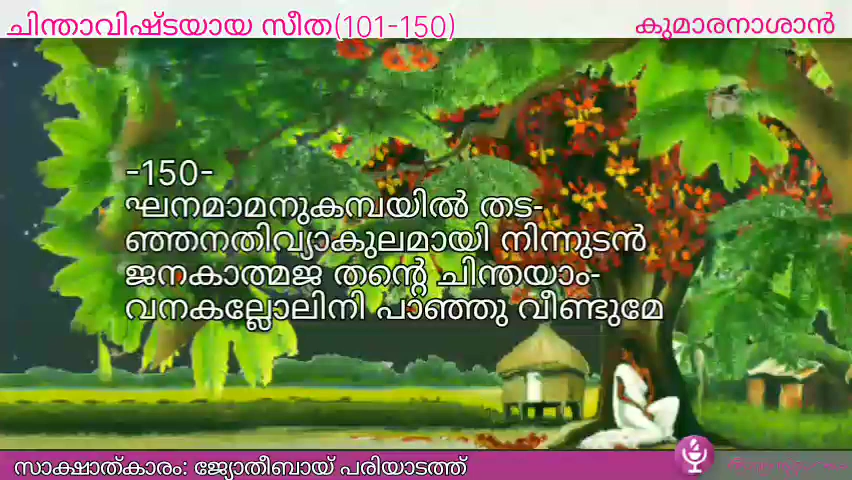 ചിന്താവിഷ്ടയായ സീത(101-150)
കുമാരനാശാൻ
-150-
ഘനമാമനുകമ്പയിൽ തട-
ഞ്ഞനതിവ്യാകുലമായി നിന്നുടൻ
ജനകാത്മജ തന്റെ ചിന്തയാം-
വനകല്ലോലിനി പാഞ്ഞു വീണ്ടുമേ
സാക്ഷാത്കാരം: ജ്യോതീബായ് പരിയാടത്ത്